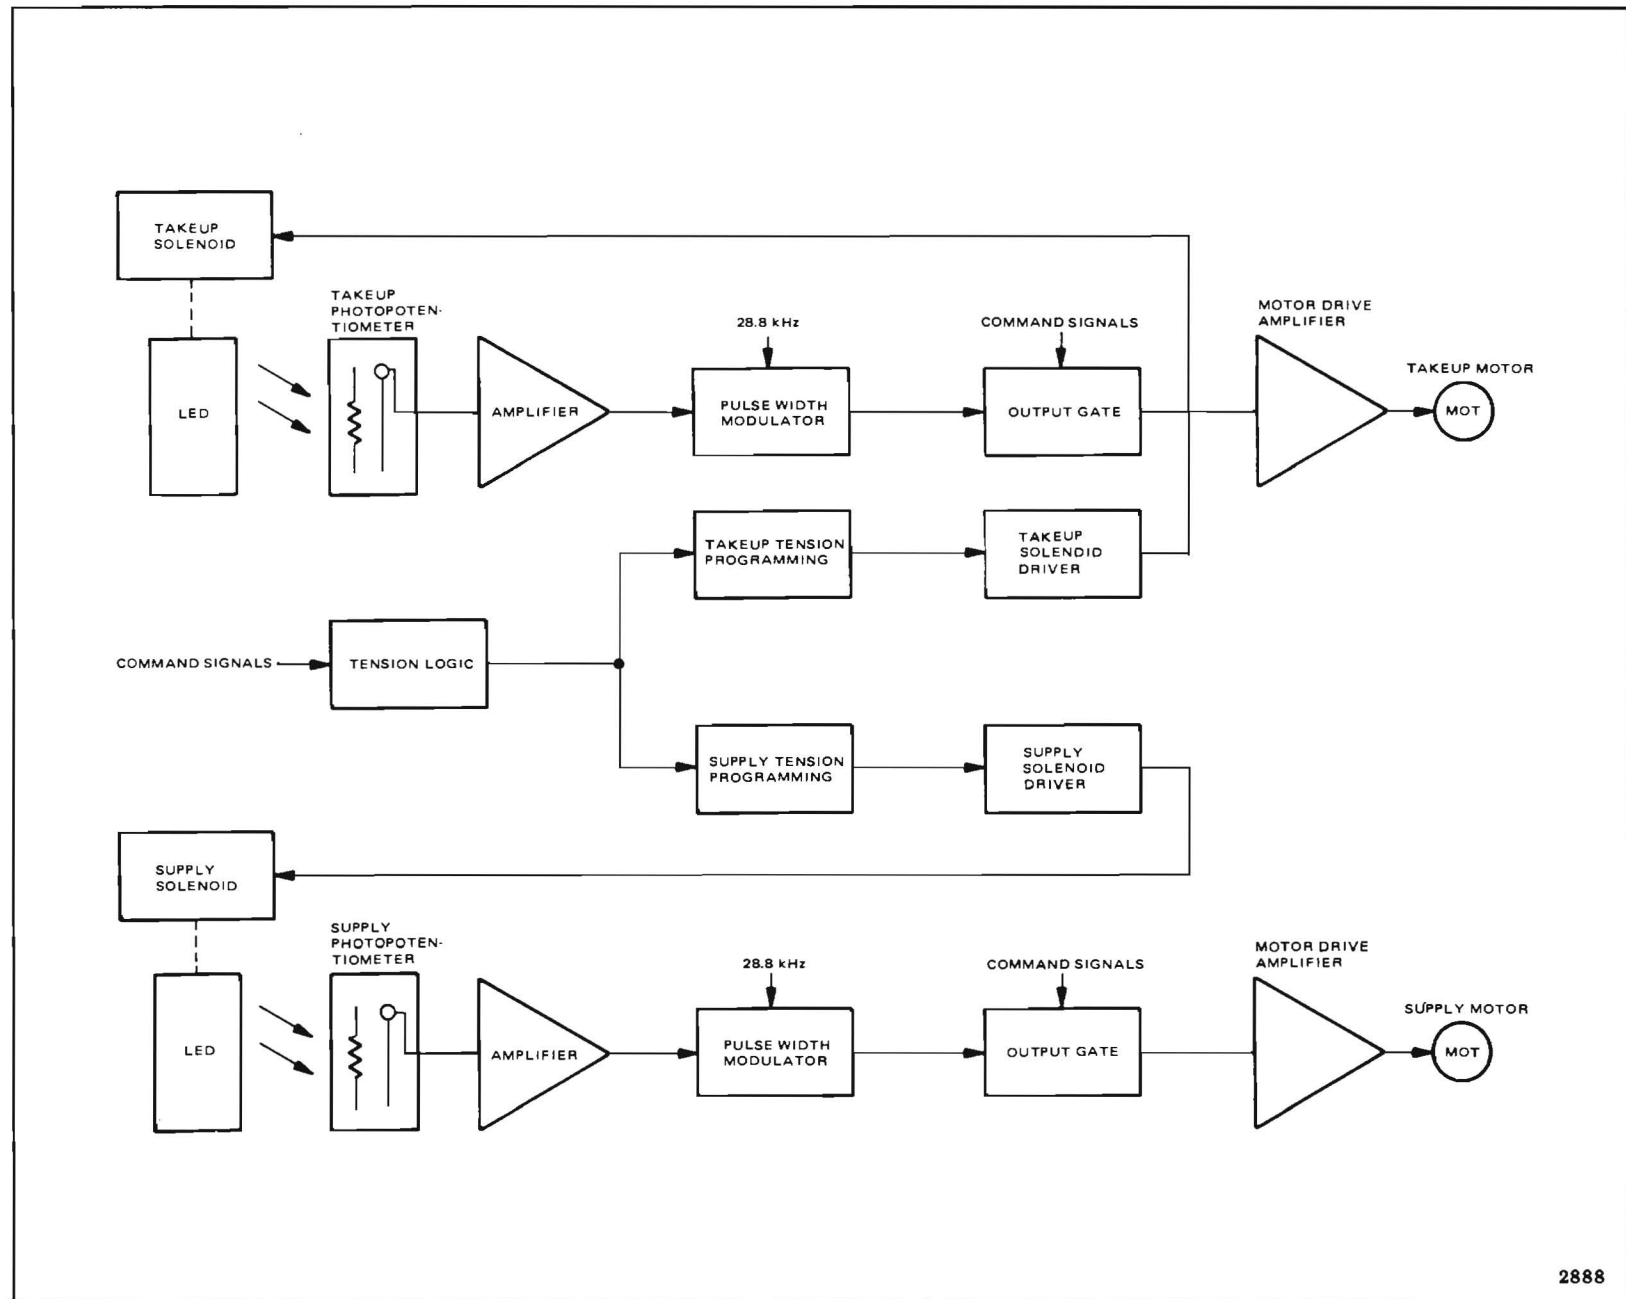 TAKEUP
SOLENOID
LED
TAKEUP
PHOTOPOTEN-
TIOMETER
AMPLIFIER
28.8 kHz
PULSE WIDTH
MODULATOR
COMMAND SIGNALS
OUTPUT GATE
MOTOR DRIVE
AMPLIFIER
TAKEUP MOTOR
MOT
TAKEUP TENSION
PROGRAMMING
TAKEUP
SOLENOID
DRIVER
COMMAND SIGNALS
TENSION LOGIC
SUPPLY TENSION
PROGRAMMING
SUPPLY
SOLENOID
DRIVER
SUPPLY
SOLENOID
LED
SUPPLY
PHOTOPOTEN-
TIOMETER
AMPLIFIER
28.8 kHz
PULSE WIDTH
MODULATOR
COMMAND SIGNALS
OUTPUT GATE
MOTOR DRIVE
AMPLIFIER
SUPPLY MOTOR
MOT
2888